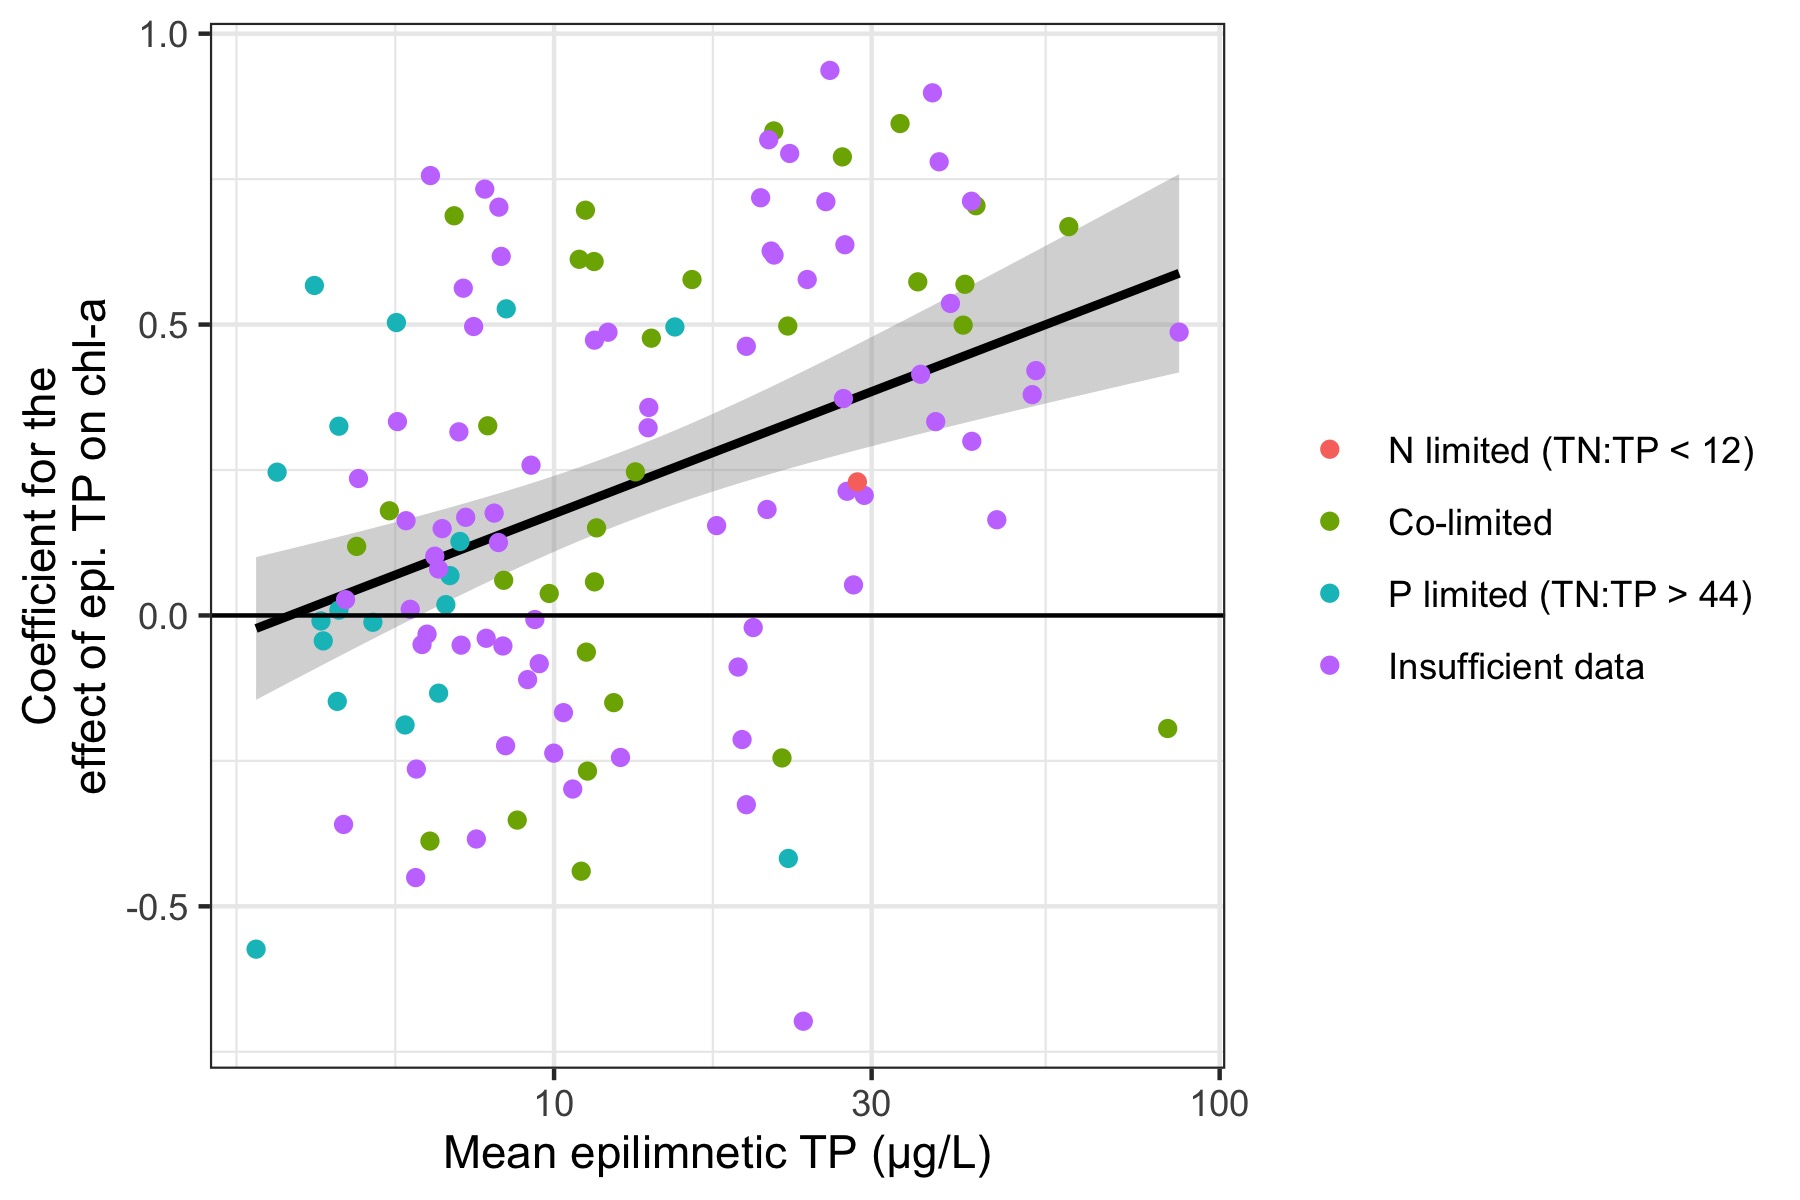 1.0
0.5
0.0
-0.5
Coefficient for the
effect of epi. TP on chl-a
10
30
100
Mean epilimnetic TP (µg/L)
N limited (TN:TP < 12)
Co-limited
P limited (TN:TP > 44)
Insufficient data